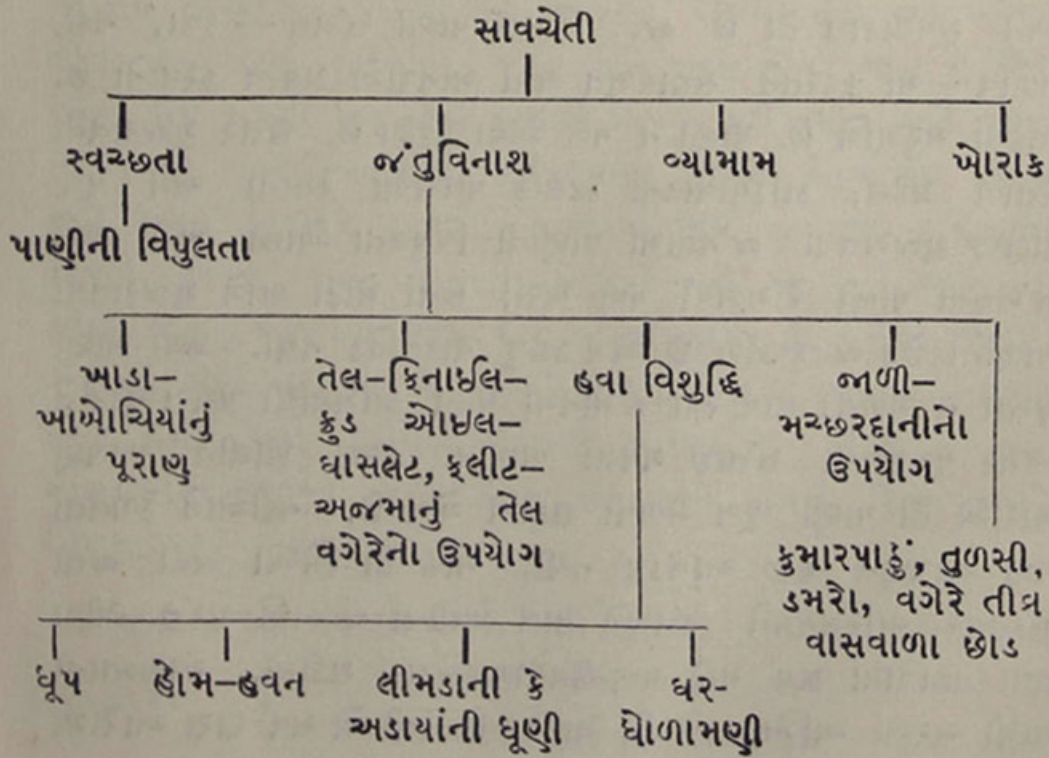 સાવચેતી
સ્વચ્છતા જંતુવિનાશ વ્યામામ ખોરાક
પાણીની વિપુલતા
ખાડા– તેલ–ફિનાઈલ– હવા વિશુદ્ધિ જાળી–
ખાબોચિયાંનું ક્રુડ ઓઇલ– મચ્છરદાનીનો
પૂરાણ ઘાસલેટ, ફ્લીટ– ઉપયોગ
અજમાનું તેલ
વગેરેનો ઉપયોગ કુમારપાઠું, તુળસી,
ડમરો, વગેરે તીવ્ર
વાસવાળા છોડ
ધૂપ હોમ–હવન લીમડાની કે ઘર-
અડાયાંની ધૂણી ધોળામણી